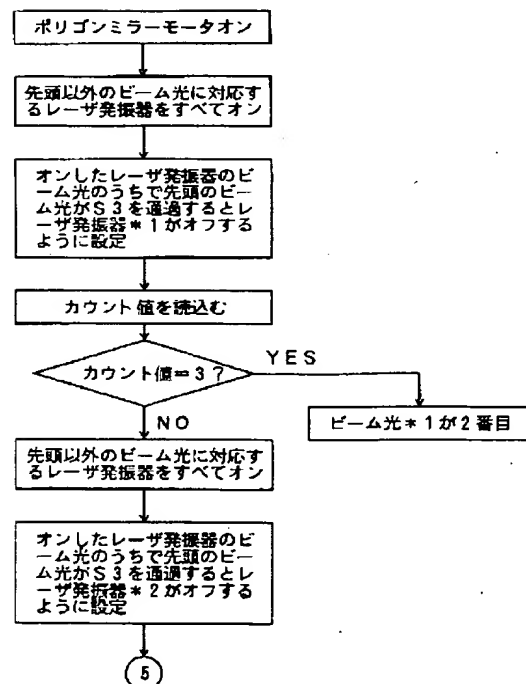 ポリゴンミラーモータオン
先頭以外のビーム光に対応す
るレーザ発振器をすべてオン
オンしたレーザ発振器のビ
ーム光のうちで先頭のビー
ム光がS3を通過するとレ
ーザ発振器*1がオフする
ように設定
カウント値を読込む
カウント値=3?
YES
NO
ビーム光*1が2番目
先頭以外のビーム光に対応す
るレーザ発振器をすべてオン
オンしたレーザ発振器のビ
ーム光のうちで先頭のビー
ム光がS3を通過するとレ
ーザ発振器*2がオフする
ように設定
5